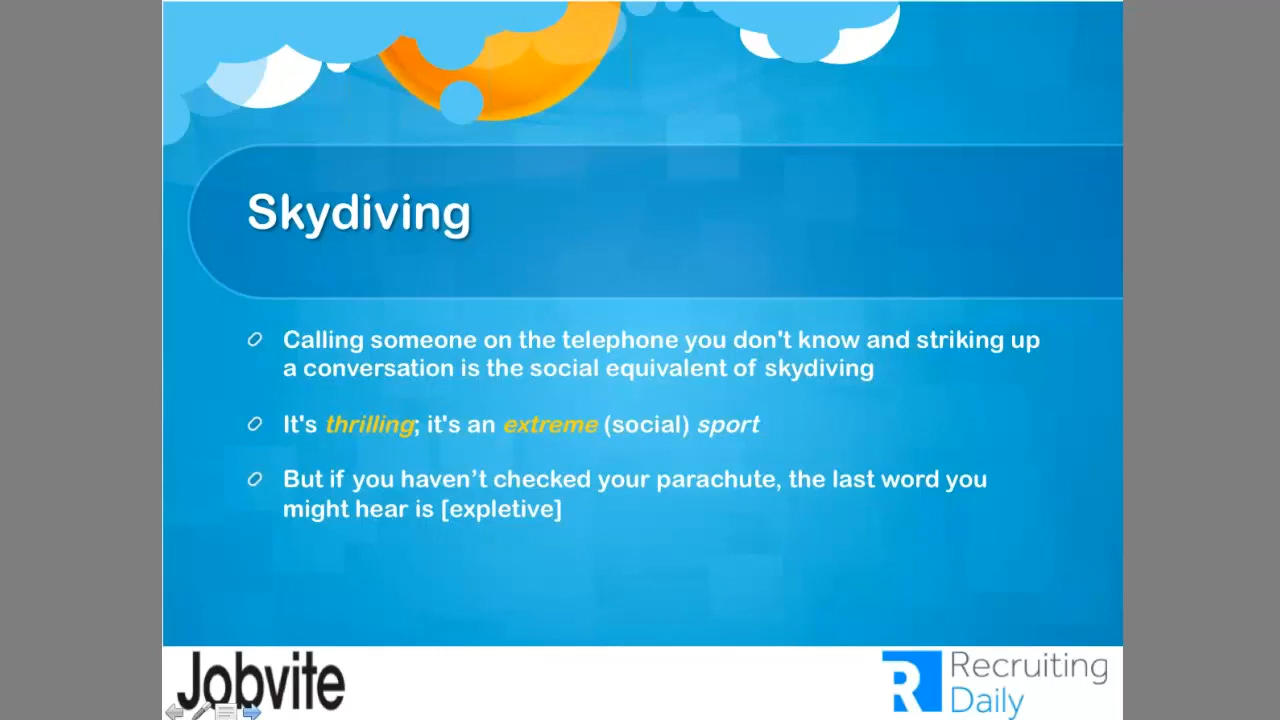 Skydiving
Calling someone on the telephone you don't know and striking up
a conversation is the social equivalent of skydiving
It's thrilling; it's an extreme (social) sport
But if you haven’t checked your parachute, the last word you
might hear is [expletive]
Jobvite
R Recruiting
Daily